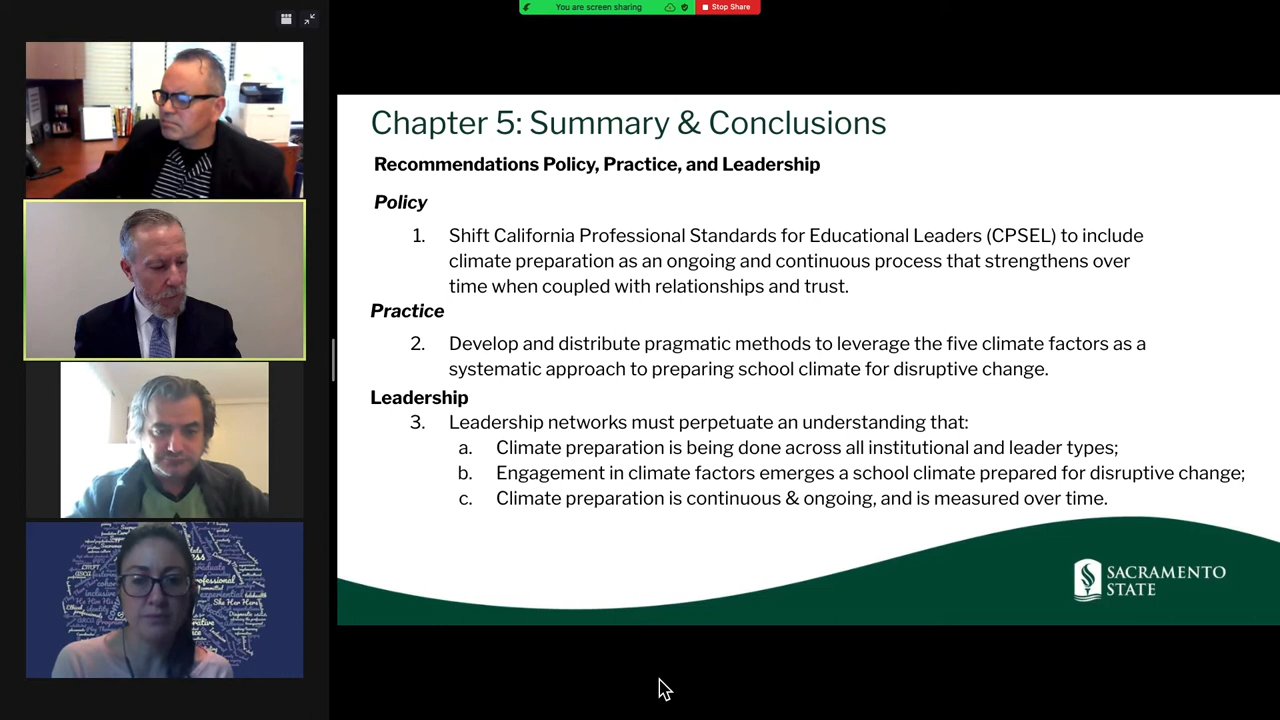 You are screen sharing
Stop Share
Chapter 5: Summary & Conclusions
Recommendations Policy, Practice, and Leadership
Policy
1. Shift California Professional Standards for Educational Leaders (CPSEL) to include
climate preparation as an ongoing and continuous process that strengthens over
time when coupled with relationships and trust.
Practice
2. Develop and distribute pragmatic methods to leverage the five climate factors as a
systematic approach to preparing school climate for disruptive change.
Leadership
3. Leadership networks must perpetuate an understanding that:
a. Climate preparation is being done across all institutional and leader types;
b. Engagement in climate factors emerges a school climate prepared for disruptive change;
c. Climate preparation is continuous & ongoing, and is measured over time.
SACRAMENTO
STATE